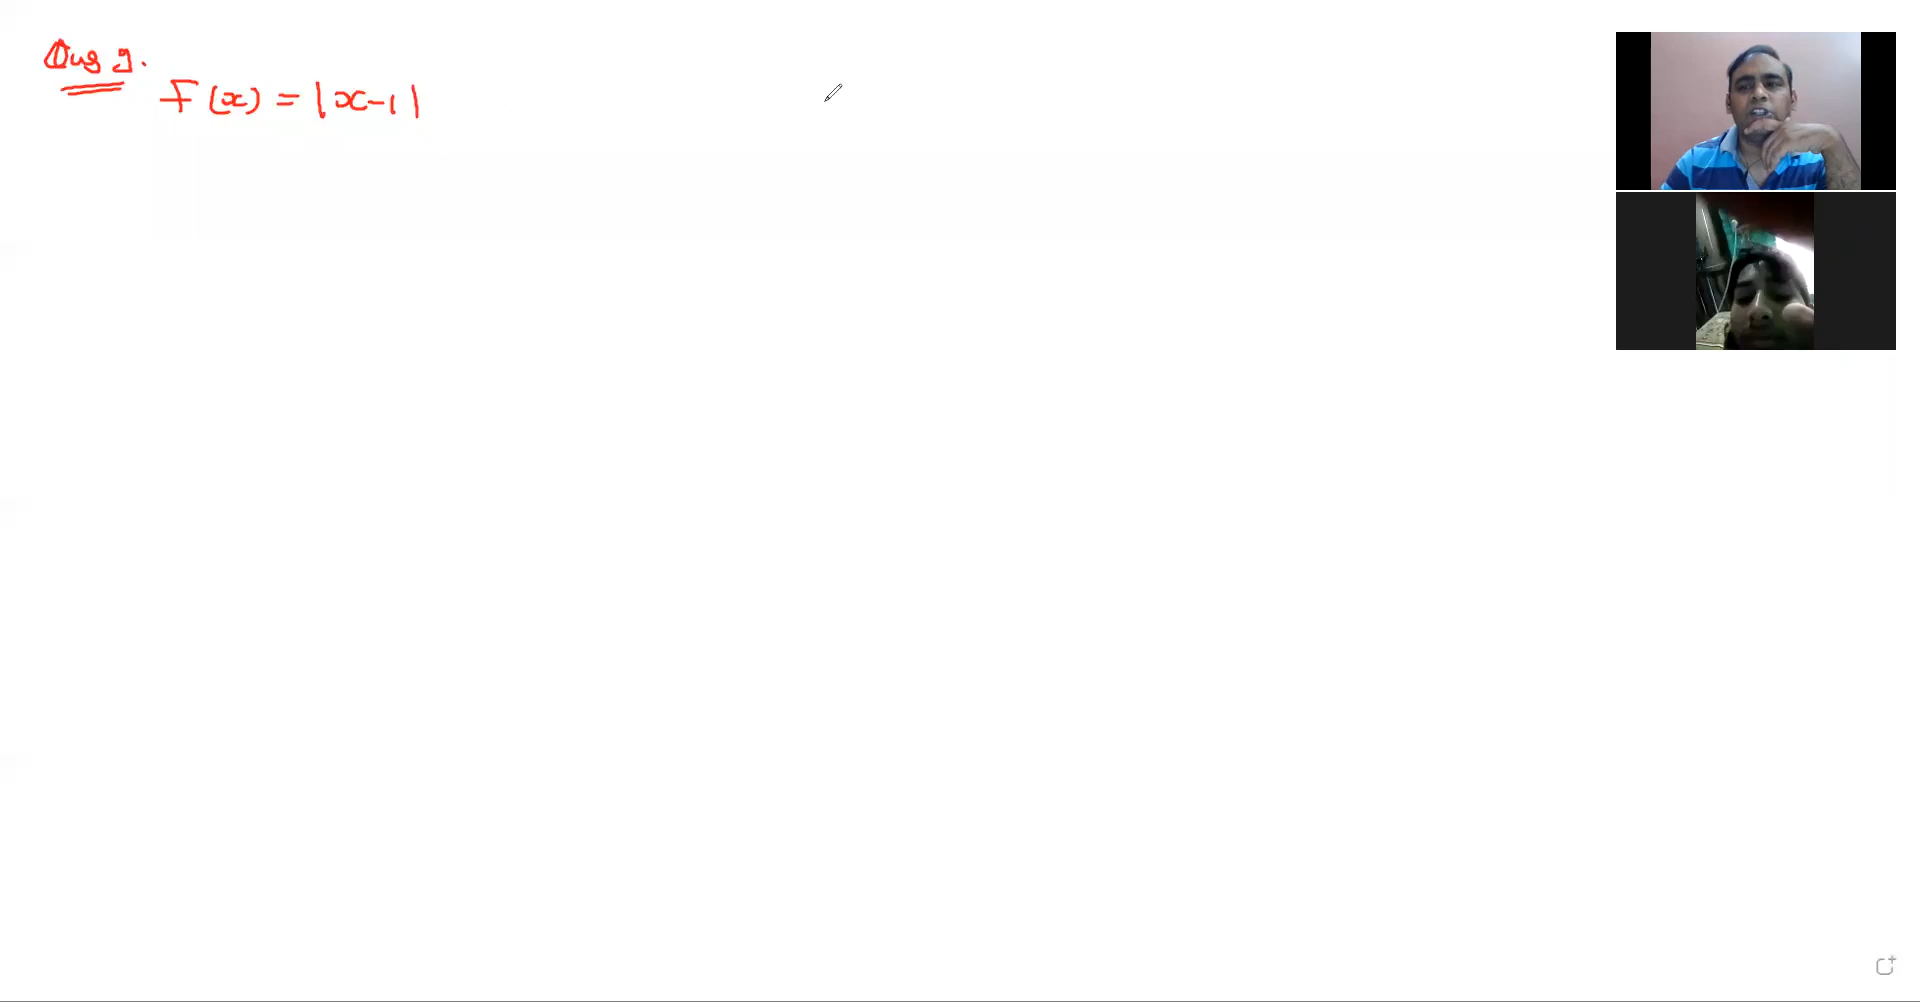 Ques 9.
F(x) = |x-1|